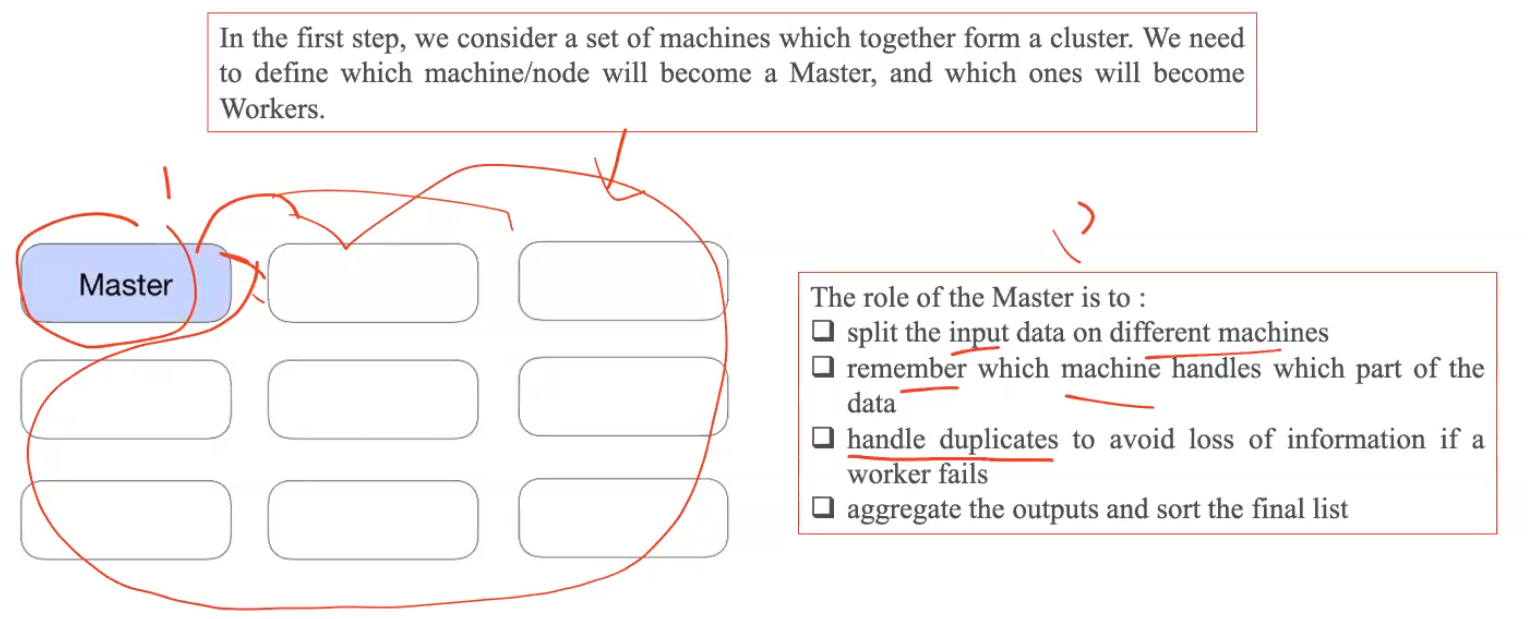 In the first step, we consider a set of machines which together form a cluster. We need
to define which machine/node will become a Master, and which ones will become
Workers.
Master
The role of the Master is to :
❑ split the input data on different machines
❑ remember which machine handles which part of the
data
❑ handle duplicates to avoid loss of information if a
worker fails
❑ aggregate the outputs and sort the final list